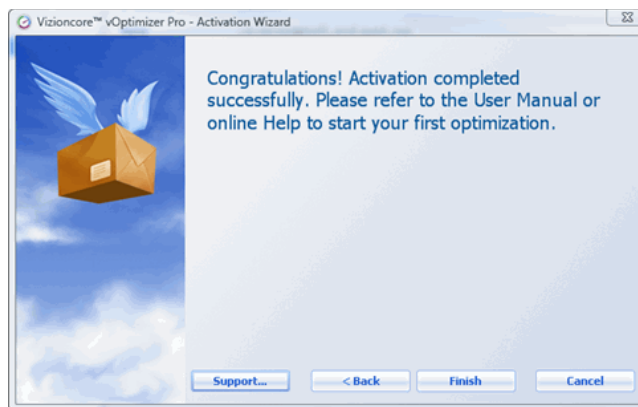 Vizioncore™ vOptimizer Pro - Activation Wizard
Congratulations! Activation completed
successfully. Please refer to the User Manual or
online Help to start your first optimization.
Support... < Back Finish Cancel